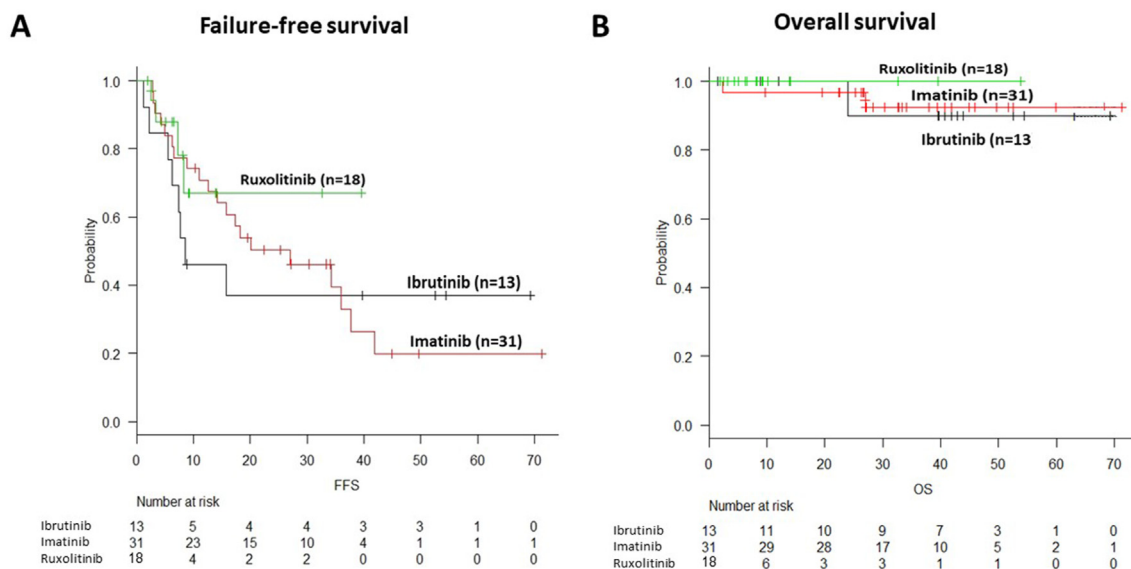 A
Failure-free survival
1.0
0.8
0.6
0.4
0.2
0.0
Probability
Ruxolitinib (n=18)
Ibrutinib (n=13)
Imatinib (n=31)
0 10 20 30 40 50 60 70
FFS
Number at risk
Ibrutinib 13 5 4 4 3 3 1 0
Imatinib 31 23 15 10 4 1 1 1
Ruxolitinib 18 4 2 2 0 0 0 0
B
Overall survival
1.0
0.8
0.6
0.4
0.2
0.0
Probability
Ruxolitinib (n=18)
Imatinib (n=31)
Ibrutinib (n=13
0 10 20 30 40 50 60 70
OS
Number at risk
Ibrutinib 13 11 10 9 7 3 1 0
Imatinib 31 29 28 17 10 5 2 1
Ruxolitinib 18 6 3 3 1 1 0 0